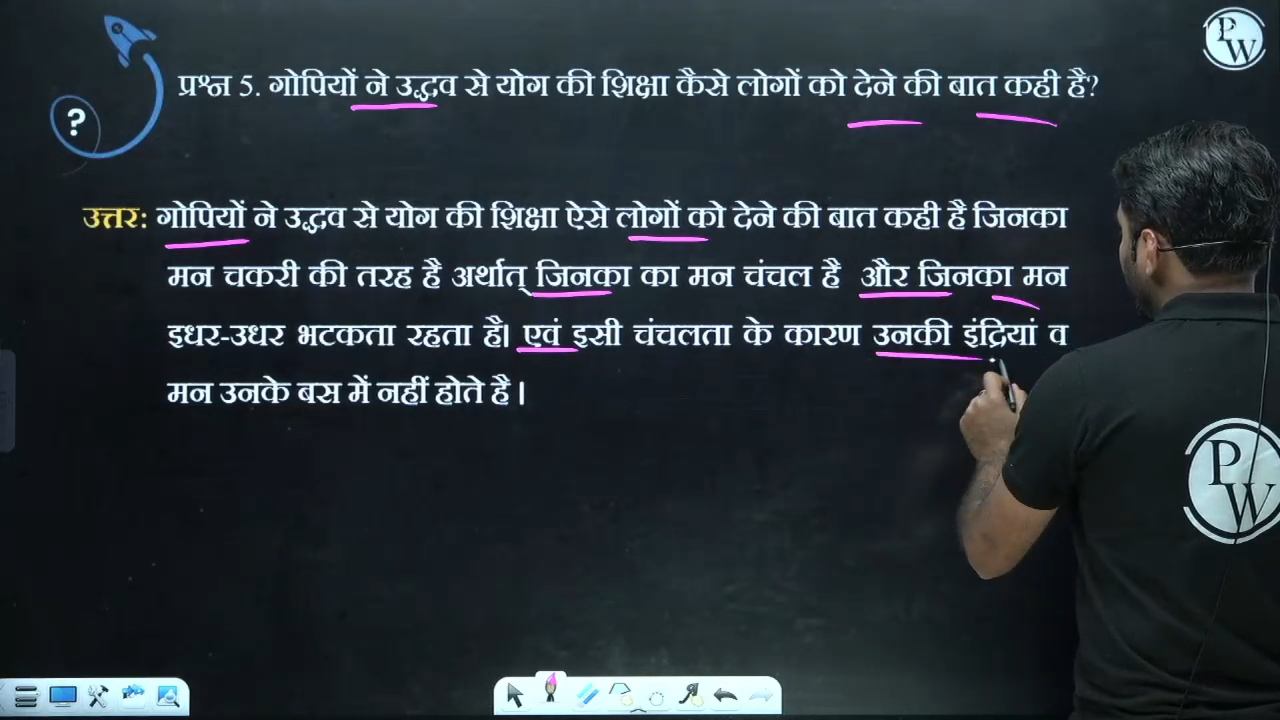 प्रश्न 5. गोपियों ने उद्धव से योग की शिक्षा कैसे लोगों को देने की बात कही है?
?
उत्तर: गोपियों ने उद्धव से योग की शिक्षा ऐसे लोगों को देने की बात कही है जिनका
मन चकरी की तरह है अर्थात् जिनका का मन चंचल है और जिनका मन
इधर-उधर भटकता रहता है। एवं इसी चंचलता के कारण उनकी इंद्रियां व
मन उनके बस में नहीं होते है।
PW
PW